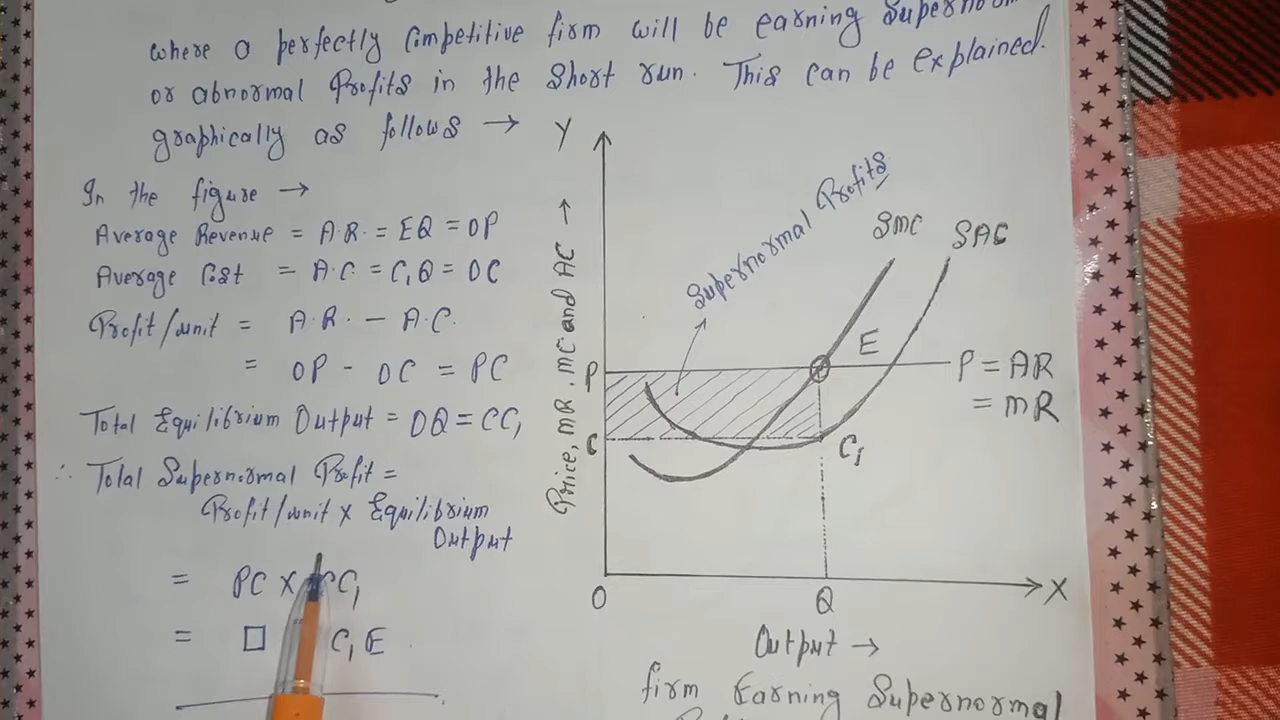 where a perfectly Competitive firm will be earning Supernor
or abnormal Profits in the Short run. This can be explained.
graphically as follows →
In the figure →
Average Revenue = A.R. = EQ = OP
Average Cost = A.C. = C₁Q = OC
Profit/unit = A.R. - A.C.
= OP - OC = PC
Total Equilibrium Output = OQ = CC₁
∴ Total Supernormal Profit =
Profit/unit x Equilibrium
Output
= PC x CC₁
= □ C₁E
Y
Price, MR, MC and AC →
Supernormal Profits
SMC
SAC
E
P
P = AR
= MR
C
C₁
O
Q
X
Output →
firm Earning Supernormal